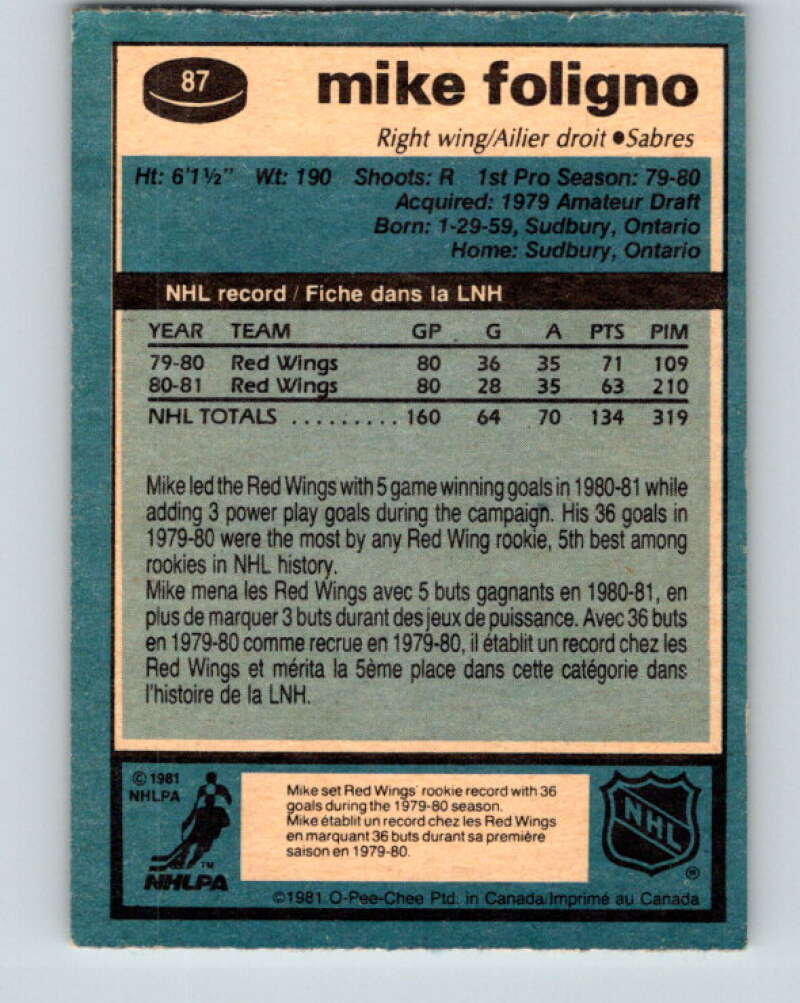 87
mike foligno
Right wing/Ailier droit ●Sabres
Ht: 6'1½" Wt: 190 Shoots: R 1st Pro Season: 79-80
Acquired: 1979 Amateur Draft
Born: 1-29-59, Sudbury, Ontario
Home: Sudbury, Ontario
NHL record / Fiche dans la LNH
YEAR TEAM GP G A PTS PIM
79-80 Red Wings 80 36 35 71 109
80-81 Red Wings 80 28 35 63 210
NHL TOTALS ......... 160 64 70 134 319
Mike led the Red Wings with 5 game winning goals in 1980-81 while
adding 3 power play goals during the campaign. His 36 goals in
1979-80 were the most by any Red Wing rookie, 5th best among
rookies in NHL history.
Mike mena les Red Wings avec 5 buts gagnants en 1980-81, en
plus de marquer 3 buts durant des jeux de puissance. Avec 36 buts
en 1979-80 comme recrue en 1979-80, il établit un record chez les
Red Wings et mérita la 5ème place dans cette catégorie dans
l'histoire de la LNH.
© 1981
NHLPA
TM
NHLPA
Mike set Red Wings' rookie record with 36
goals during the 1979-80 season.
Mike établit un record chez les Red Wings
en marquant 36 buts durant sa première
saison en 1979-80.
NHL
®
©1981 O-Pee-Chee Ptd. in Canada/Imprimé au Canada